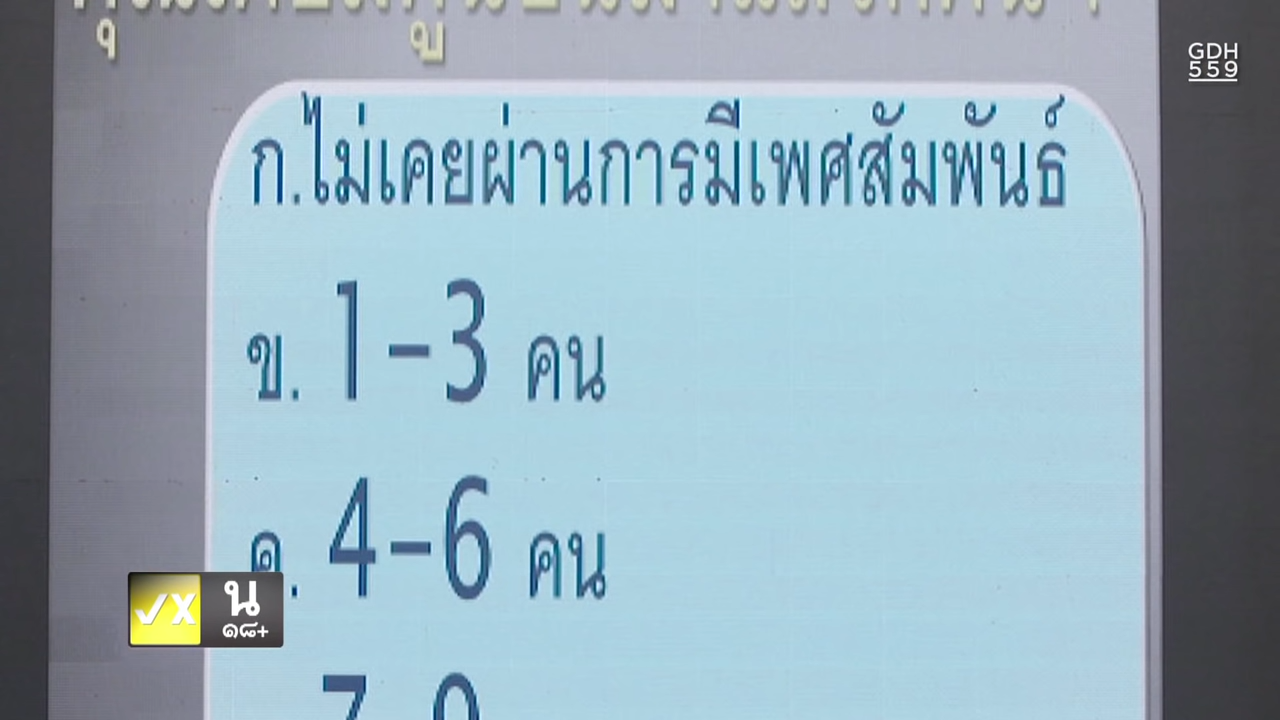 GDH
559
ก.ไม่เคยผ่านการมีเพศสัมพันธ์
ข. 1-3 คน
ค. 4-6 คน
น
๑๘+